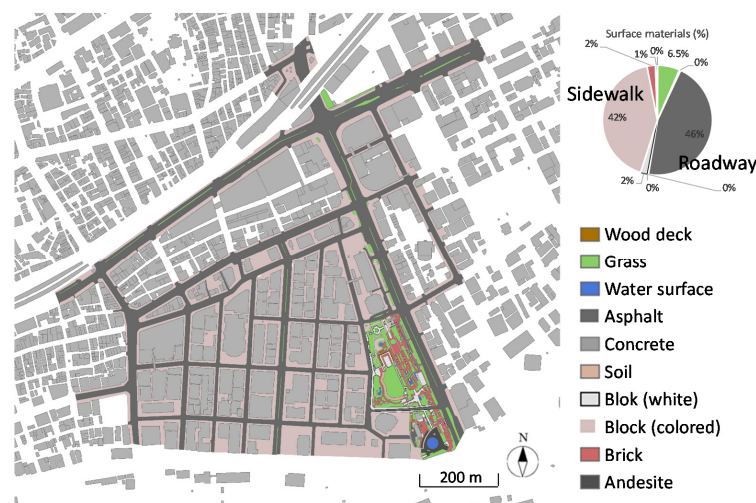 Surface materials (%)
2%
1%
0%
6.5%
0%
Sidewalk
42%
46%
Roadway
2%
0%
0%
Wood deck
Grass
Water surface
Asphalt
Concrete
Soil
Blok (white)
Block (colored)
Brick
Andesite
N
200 m